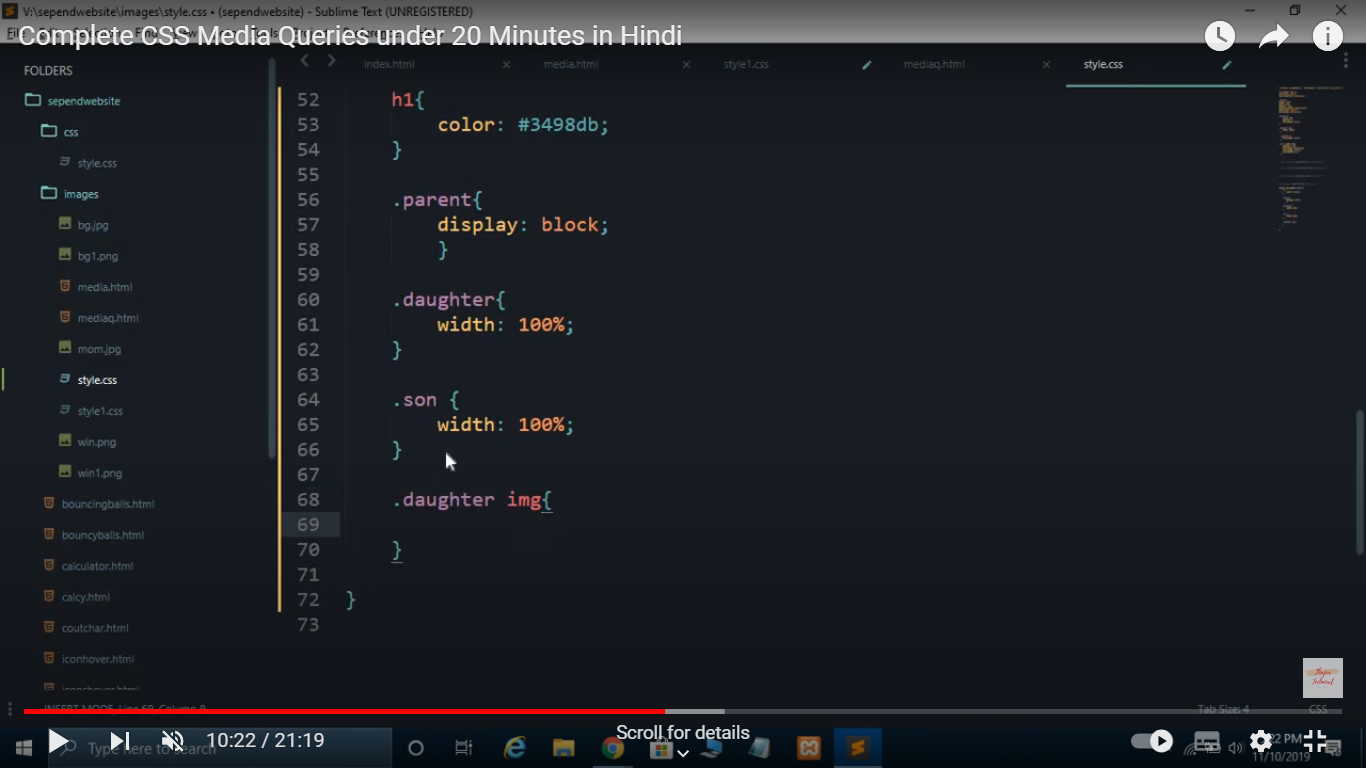 V:\sependwebsite\images\style.css • (sependwebsite) - Sublime Text (UNREGISTERED)
Complete CSS Media Queries under 20 Minutes in Hindi
FOLDERS
sependwebsite
css
style.css
images
bg.jpg
bg1.png
media.html
mediaq.html
mom.jpg
style.css
style1.css
win.png
win1.png
bouncingballs.html
bouncyballs.html
calculator.html
calcy.html
coutchar.html
iconhover.html
index.html
media.html
style1.css
mediaq.html
style.css
52 h1{
53 color: #3498db;
54 }
55
56 .parent{
57 display: block;
58 }
59
60 .daughter{
61 width: 100%;
62 }
63
64 .son {
65 width: 100%;
66 }
67
68 .daughter img{
69
70 }
71
72 }
73
Thapa
Technical
INSERT MODE, Line 69, Column 9
Tab Size: 4
CSS
10:22 / 21:19
Type here to search
Scroll for details
11/10/2019